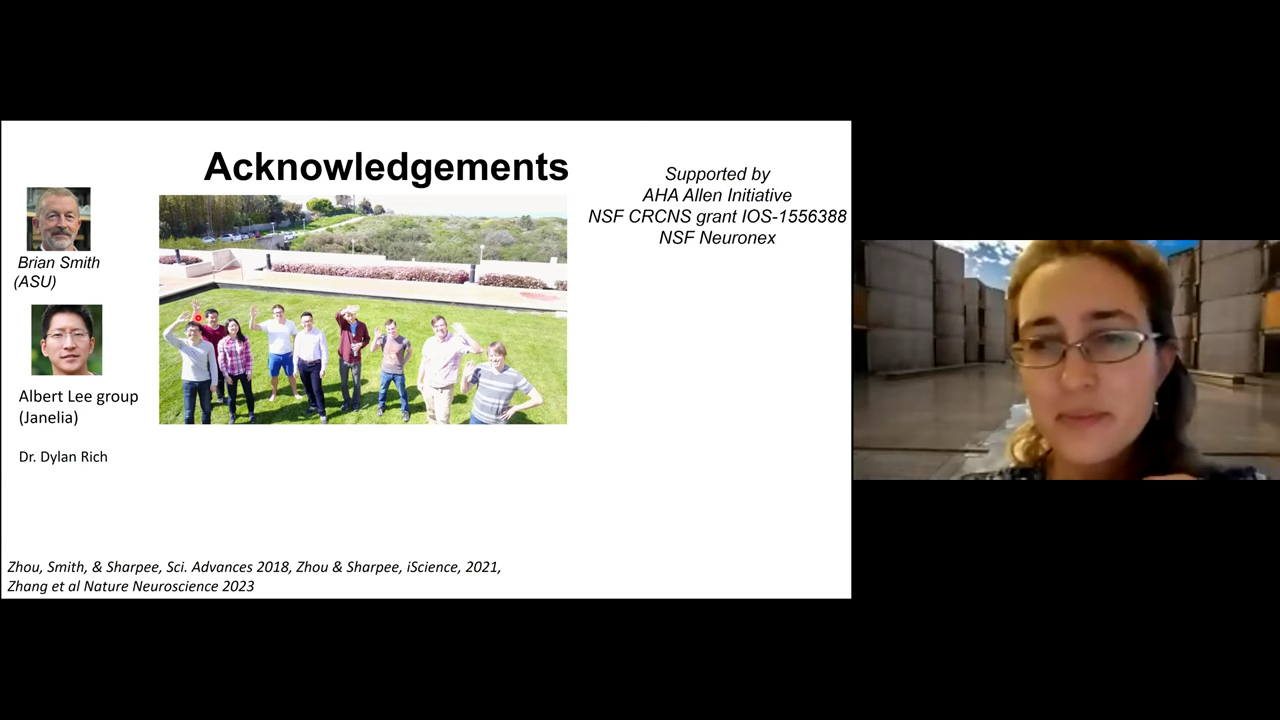 Acknowledgements
Supported by
AHA Allen Initiative
NSF CRCNS grant IOS-1556388
NSF Neuronex
Brian Smith
(ASU)
Albert Lee group
(Janelia)
Dr. Dylan Rich
Zhou, Smith, & Sharpee, Sci. Advances 2018, Zhou & Sharpee, iScience, 2021,
Zhang et al Nature Neuroscience 2023